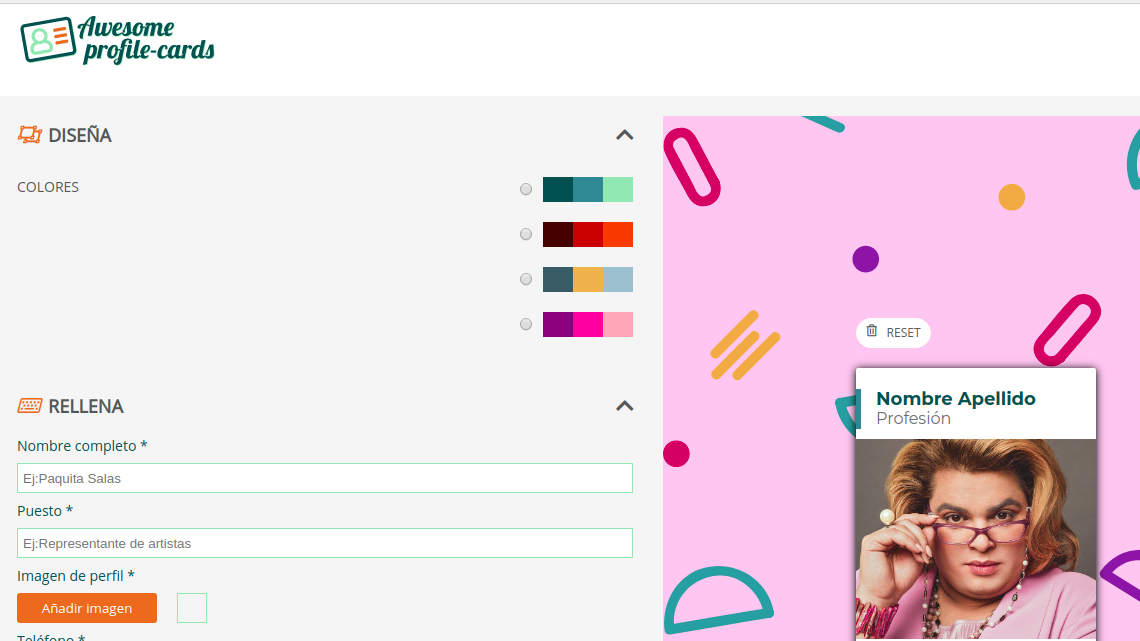 Awesome
profile-cards
DISEÑA
COLORES
RELLENA
Nombre completo *
Ej:Paquita Salas
Puesto *
Ej:Representante de artistas
Imagen de perfil *
Añadir imagen
Teléfono *
RESET
Nombre Apellido
Profesión